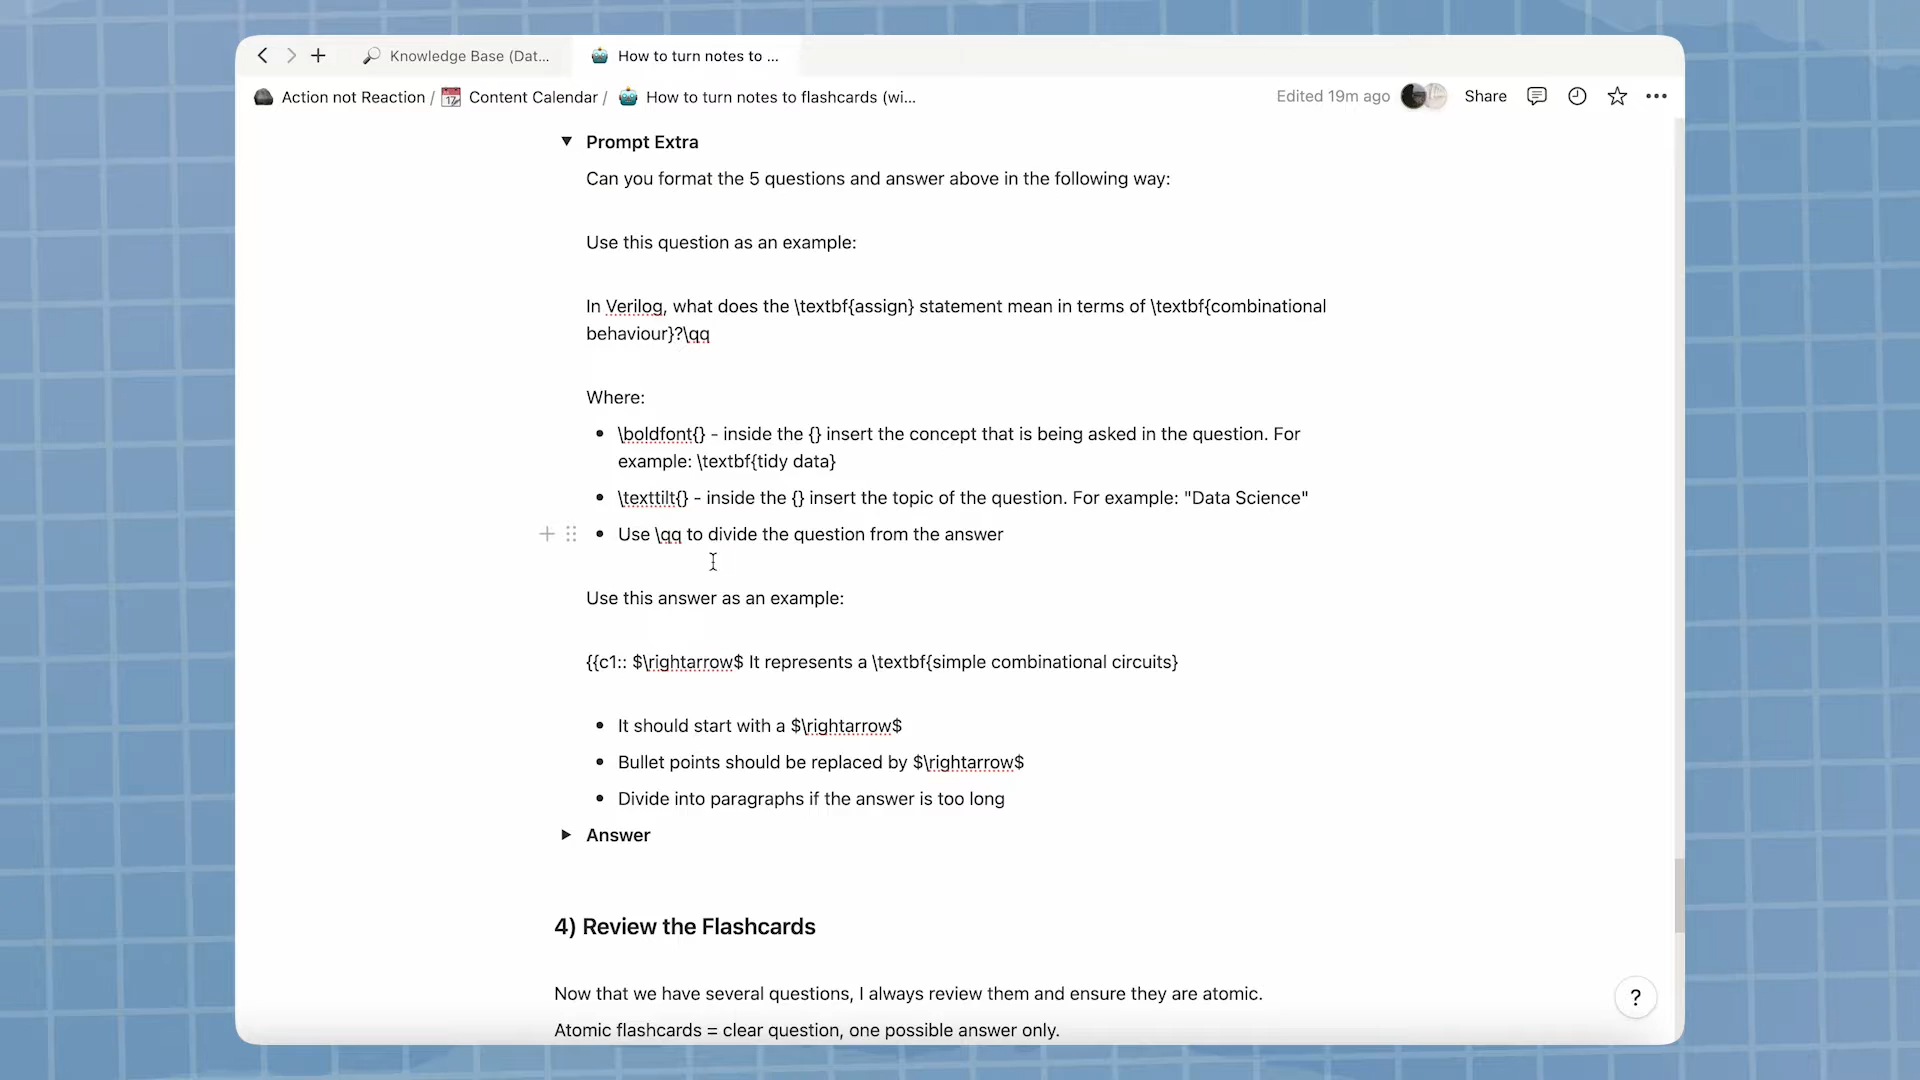 Knowledge Base (Dat...
How to turn notes to ...
Action not Reaction / Content Calendar / How to turn notes to flashcards (wi...
Edited 19m ago
Share
Prompt Extra
Can you format the 5 questions and answer above in the following way:
Use this question as an example:
In Verilog, what does the \textbf{assign} statement mean in terms of \textbf{combinational
behaviour}?\qq
Where:
• \boldfont{} - inside the {} insert the concept that is being asked in the question. For
example: \textbf{tidy data}
• \texttilt{} - inside the {} insert the topic of the question. For example: "Data Science"
• Use \qq to divide the question from the answer
Use this answer as an example:
{{c1:: $\rightarrow$ It represents a \textbf{simple combinational circuits}
• It should start with a $\rightarrow$
• Bullet points should be replaced by $\rightarrow$
• Divide into paragraphs if the answer is too long
Answer
4) Review the Flashcards
Now that we have several questions, I always review them and ensure they are atomic.
Atomic flashcards = clear question, one possible answer only.
?